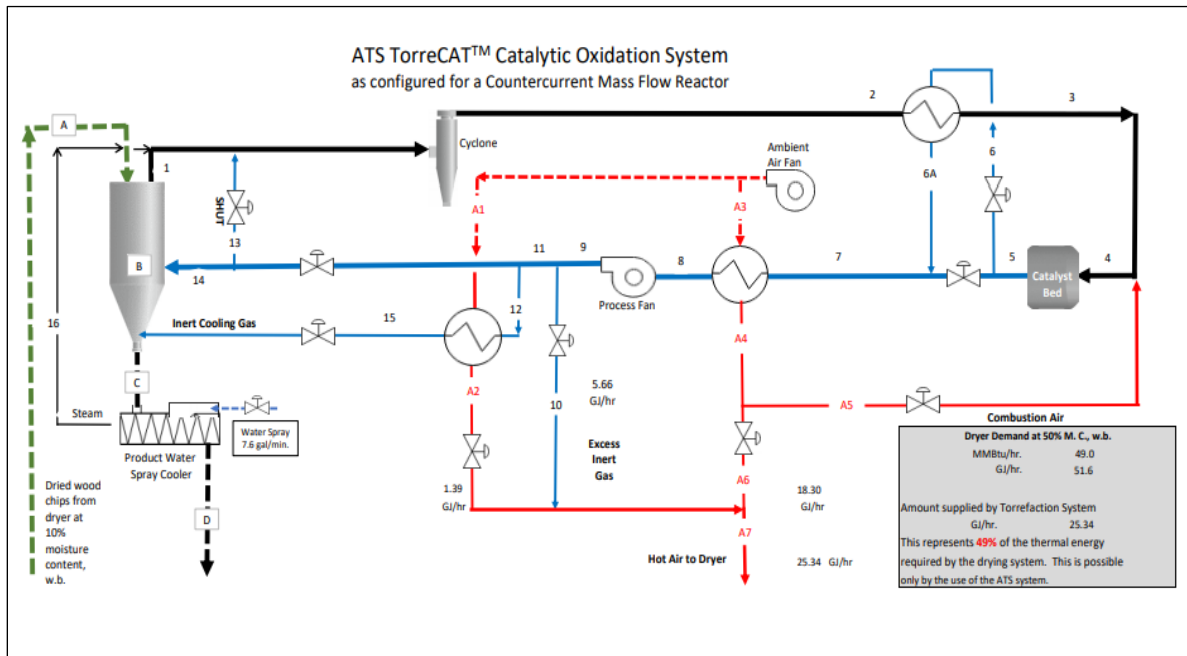 ATS TorreCAT™ Catalytic Oxidation System
as configured for a Countercurrent Mass Flow Reactor
A
1
2
3
Cyclone
Ambient
Air Fan
6
6A
SHUT
13
A1
A3
B
14
11
9
8
7
5
4
Process Fan
Catalyst
Bed
16
Inert Cooling Gas
15
12
A4
C
A2
10
5.66
GJ/hr
A5
Combustion Air
Steam
Water Spray
7.6 gal/min.
Product Water
Spray Cooler
Excess
Inert
Gas
A6
Dried wood
chips from
dryer at
10%
moisture
content,
w.b.
D
1.39
GJ/hr
18.30
GJ/hr
A7
Hot Air to Dryer
25.34 GJ/hr
Dryer Demand at 50% M. C., w.b.
MMBtu/hr. 49.0
GJ/hr. 51.6
Amount supplied by Torrefaction System
GJ/hr. 25.34
This represents 49% of the thermal energy
required by the drying system. This is possible
only by the use of the ATS system.